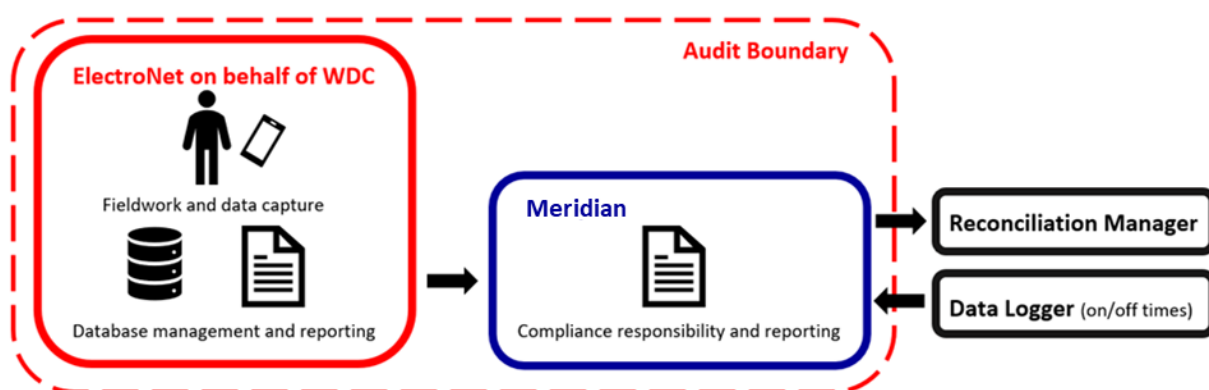 Audit Boundary
ElectroNet on behalf of WDC
Fieldwork and data capture
Database management and reporting
Meridian
Compliance responsibility and reporting
Reconciliation Manager
Data Logger (on/off times)